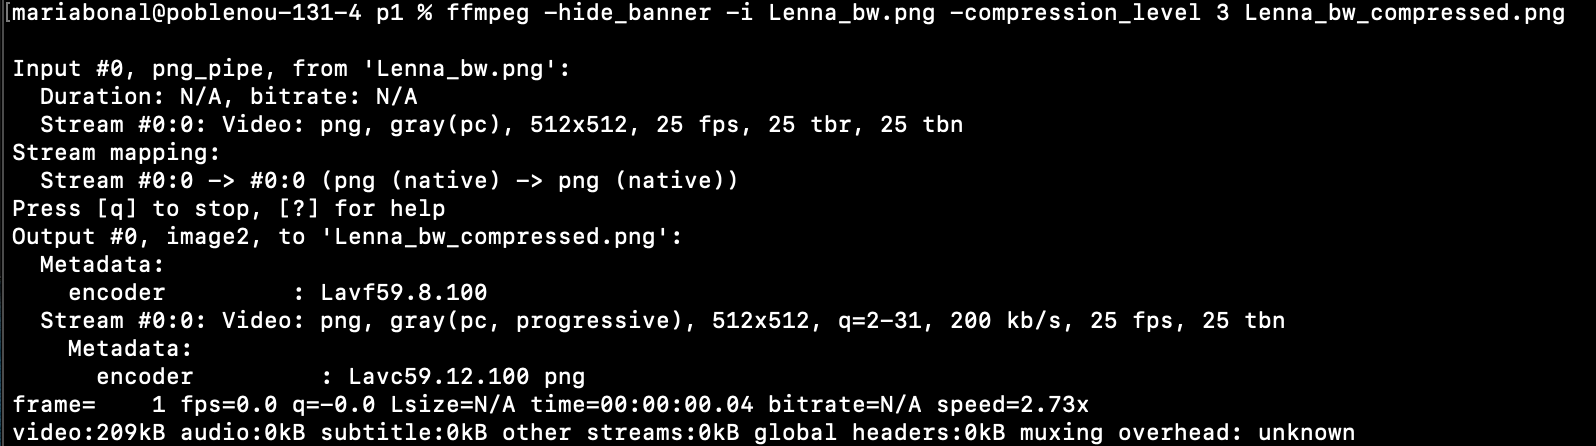 [mariabonal@poblenou-131-4 p1 % ffmpeg -hide_banner -i Lenna_bw.png -compression_level 3 Lenna_bw_compressed.png
Input #0, png_pipe, from 'Lenna_bw.png':
  Duration: N/A, bitrate: N/A
  Stream #0:0: Video: png, gray(pc), 512x512, 25 fps, 25 tbr, 25 tbn
Stream mapping:
  Stream #0:0 -> #0:0 (png (native) -> png (native))
Press [q] to stop, [?] for help
Output #0, image2, to 'Lenna_bw_compressed.png':
  Metadata:
    encoder         : Lavf59.8.100
  Stream #0:0: Video: png, gray(pc, progressive), 512x512, q=2-31, 200 kb/s, 25 fps, 25 tbn
    Metadata:
      encoder         : Lavc59.12.100 png
frame=    1 fps=0.0 q=-0.0 Lsize=N/A time=00:00:00.04 bitrate=N/A speed=2.73x
video:209kB audio:0kB subtitle:0kB other streams:0kB global headers:0kB muxing overhead: unknown